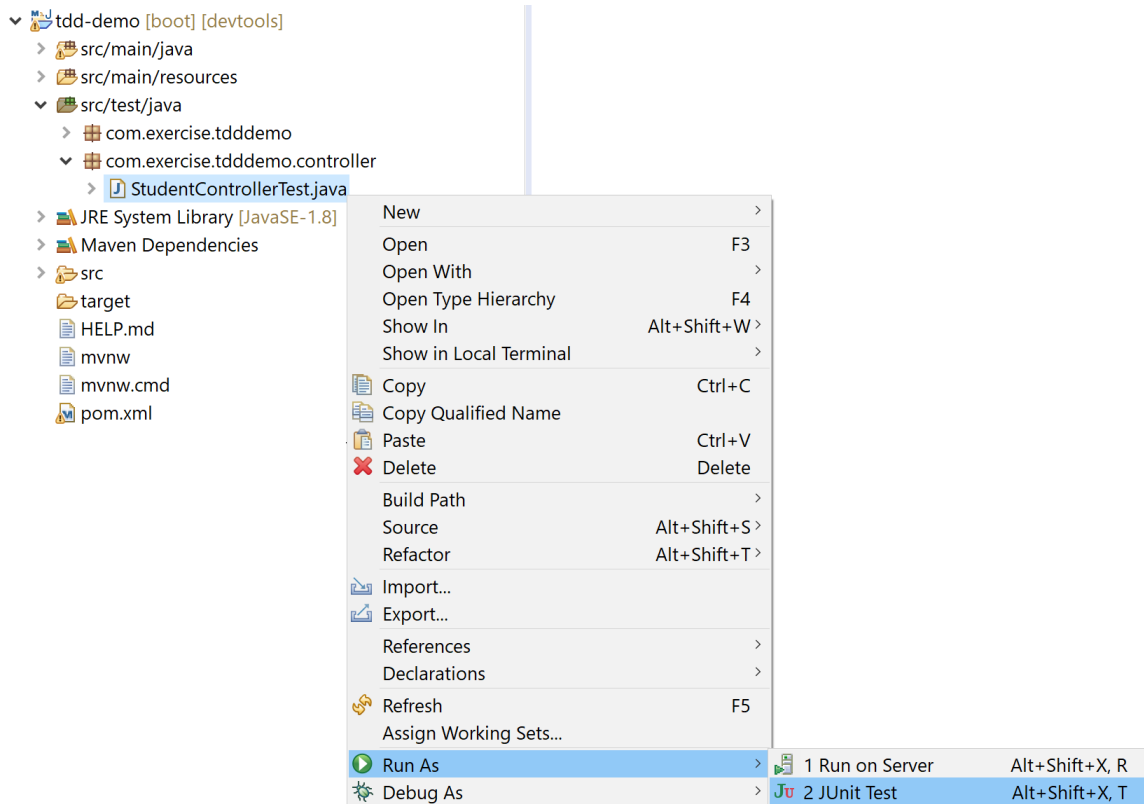 tdd-demo [boot] [devtools]
src/main/java
src/main/resources
src/test/java
com.exercise.tdddemo
com.exercise.tdddemo.controller
StudentControllerTest.java
JRE System Library [JavaSE-1.8]
Maven Dependencies
src
target
HELP.md
mvnw
mvnw.cmd
pom.xml
New
Open F3
Open With
Open Type Hierarchy F4
Show In Alt+Shift+W
Show in Local Terminal
Copy Ctrl+C
Copy Qualified Name
Paste Ctrl+V
Delete Delete
Build Path
Source Alt+Shift+S
Refactor Alt+Shift+T
Import...
Export...
References
Declarations
Refresh F5
Assign Working Sets...
Run As
Debug As
1 Run on Server Alt+Shift+X, R
JU 2 JUnit Test Alt+Shift+X, T